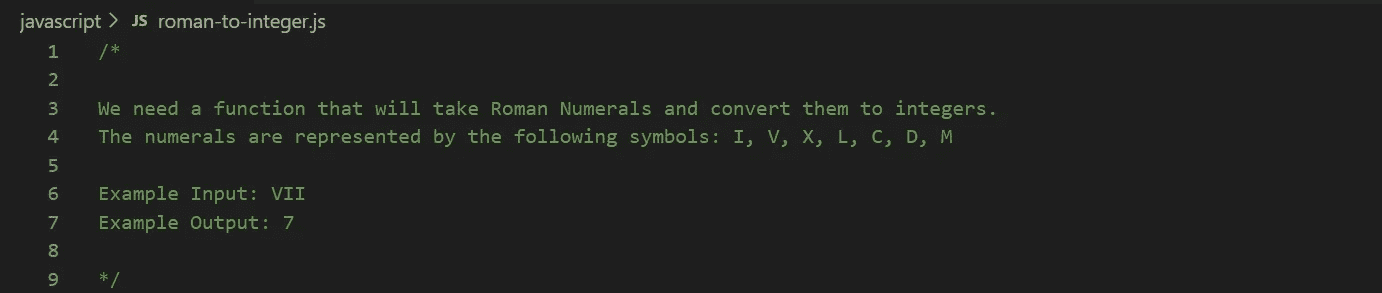 javascript > JS roman-to-integer.js
1 /*
2
3 We need a function that will take Roman Numerals and convert them to integers.
4 The numerals are represented by the following symbols: I, V, X, L, C, D, M
5
6 Example Input: VII
7 Example Output: 7
8
9 */